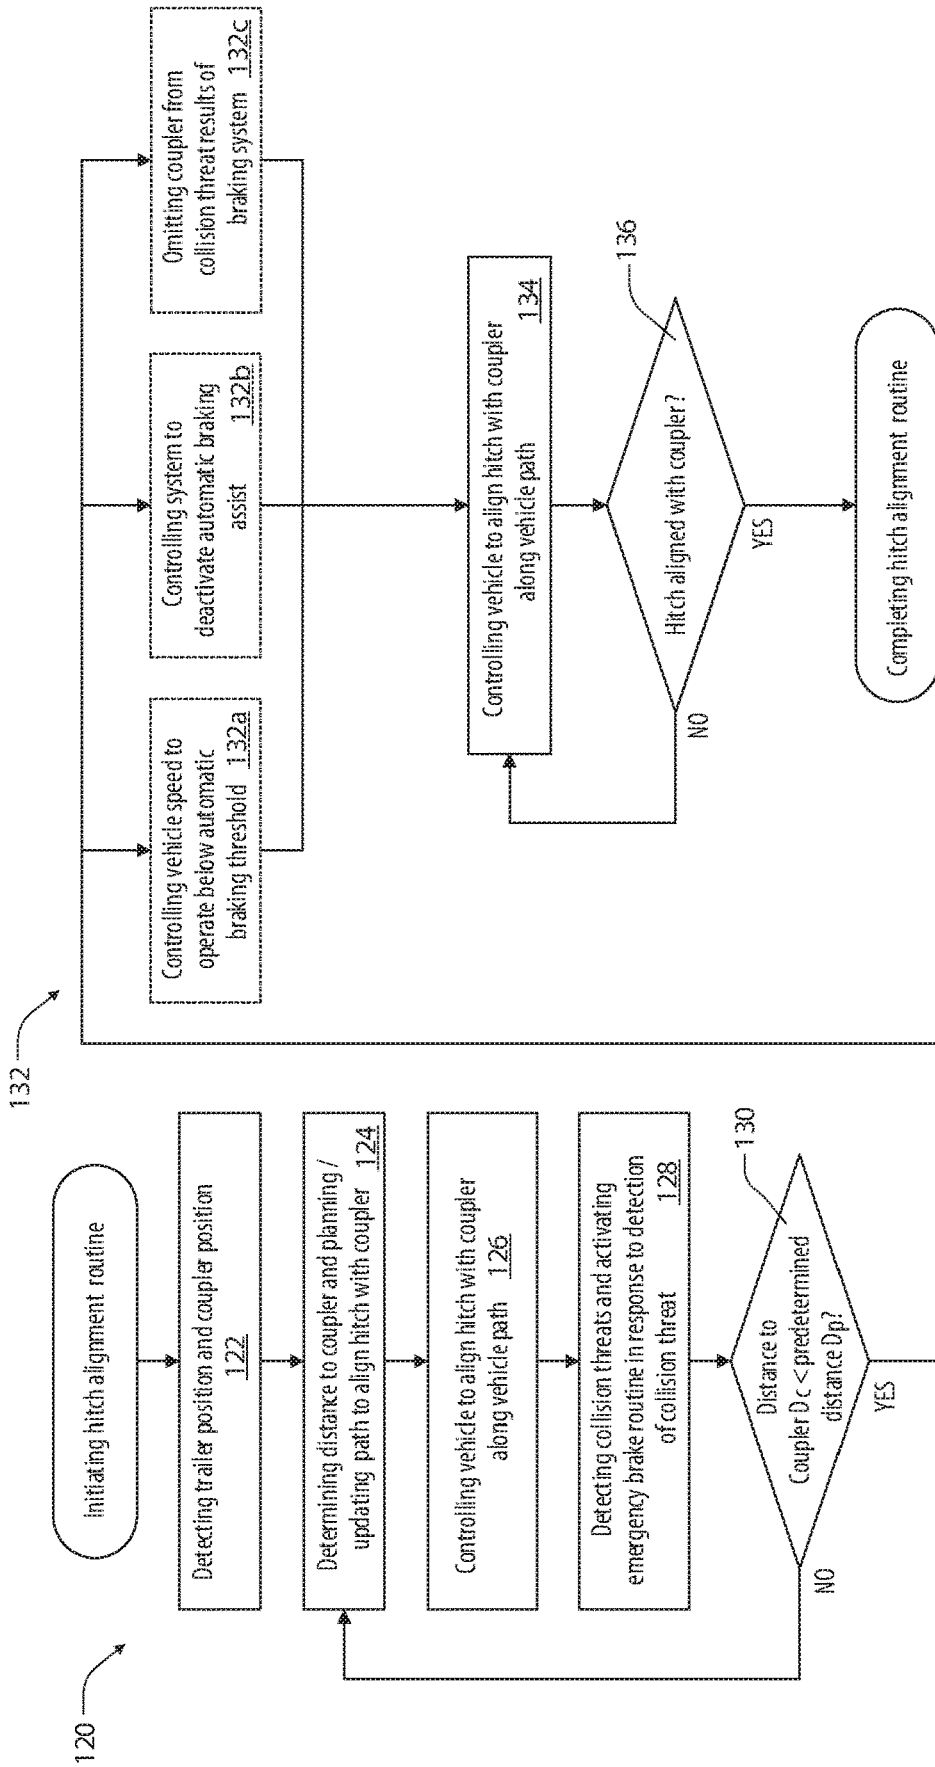 120
Initiating hitch alignment routine
Detecting trailer position and coupler position
122
Determining distance to coupler and planning /
updating path to align hitch with coupler 124
Controlling vehicle to align hitch with coupler
along vehicle path 126
Detecting collision threats and activating
emergency brake routine in response to detection
of collision threat 128
130
Distance to
Coupler Dc < predetermined
distance Dp?
NO
YES
132
Controlling vehicle speed to
operate below automatic
braking threshold 132a
Controlling system to
deactivate automatic braking
assist 132b
Omitting coupler from
collision threat results of
braking system 132c
Controlling vehicle to align hitch with coupler
along vehicle path 134
136
Hitch aligned with coupler?
NO
YES
Completing hitch alignment routine